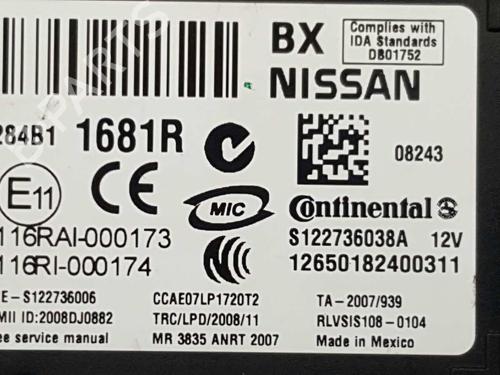 BX
Complies with
IDA Standards
DB01752
NISSAN
284B1 1681R
08243
E11
CE
MIC
Continental
116RAI-000173
S122736038A 12V
116RI-000174
12650182400311
E-S122736006
CCAE07LP1720T2
TA-2007/939
MII ID:2008DJ0882
TRC/LPD/2008/11
RLVSIS108-0104
ee service manual
MR 3835 ANRT 2007
Made in Mexico